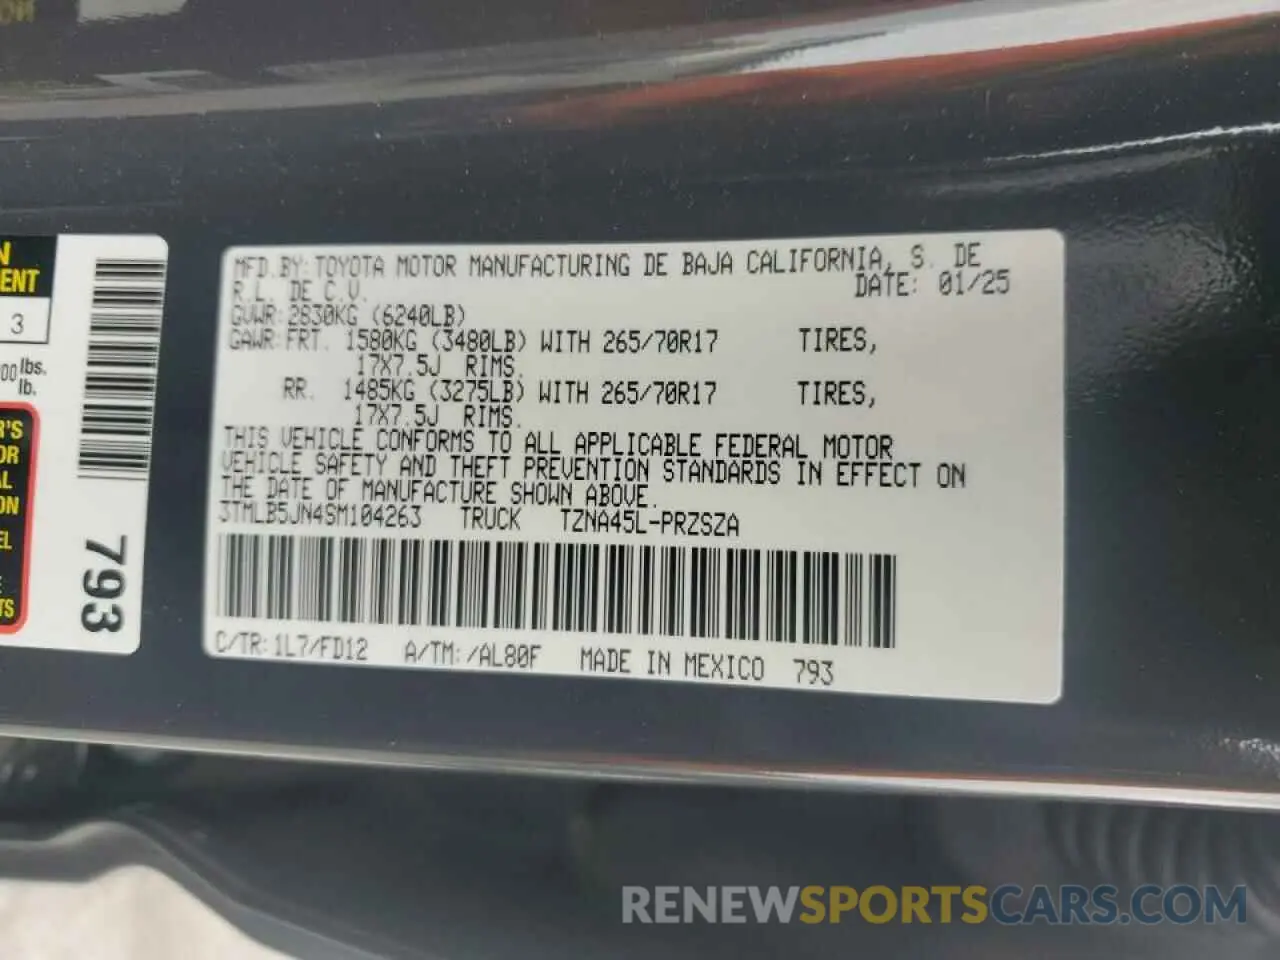 MFD.BY:TOYOTA MOTOR MANUFACTURING DE BAJA CALIFORNIA, S. DE
R.L. DE C.V. DATE: 01/25
GVWR:2830KG (6240LB)
GAWR:FRT. 1580KG (3480LB) WITH 265/70R17 TIRES,
17X7.5J RIMS.
RR. 1485KG (3275LB) WITH 265/70R17 TIRES,
17X7.5J RIMS.
THIS VEHICLE CONFORMS TO ALL APPLICABLE FEDERAL MOTOR
VEHICLE SAFETY AND THEFT PREVENTION STANDARDS IN EFFECT ON
THE DATE OF MANUFACTURE SHOWN ABOVE.
3TMLB5JN4SM104263 TRUCK TZNA45L-PRZSZA
C/TR:1L7/FD12 A/TM:/AL80F MADE IN MEXICO 793
3
lbs.
lb.
793
RENEWSPORTSCARS.COM